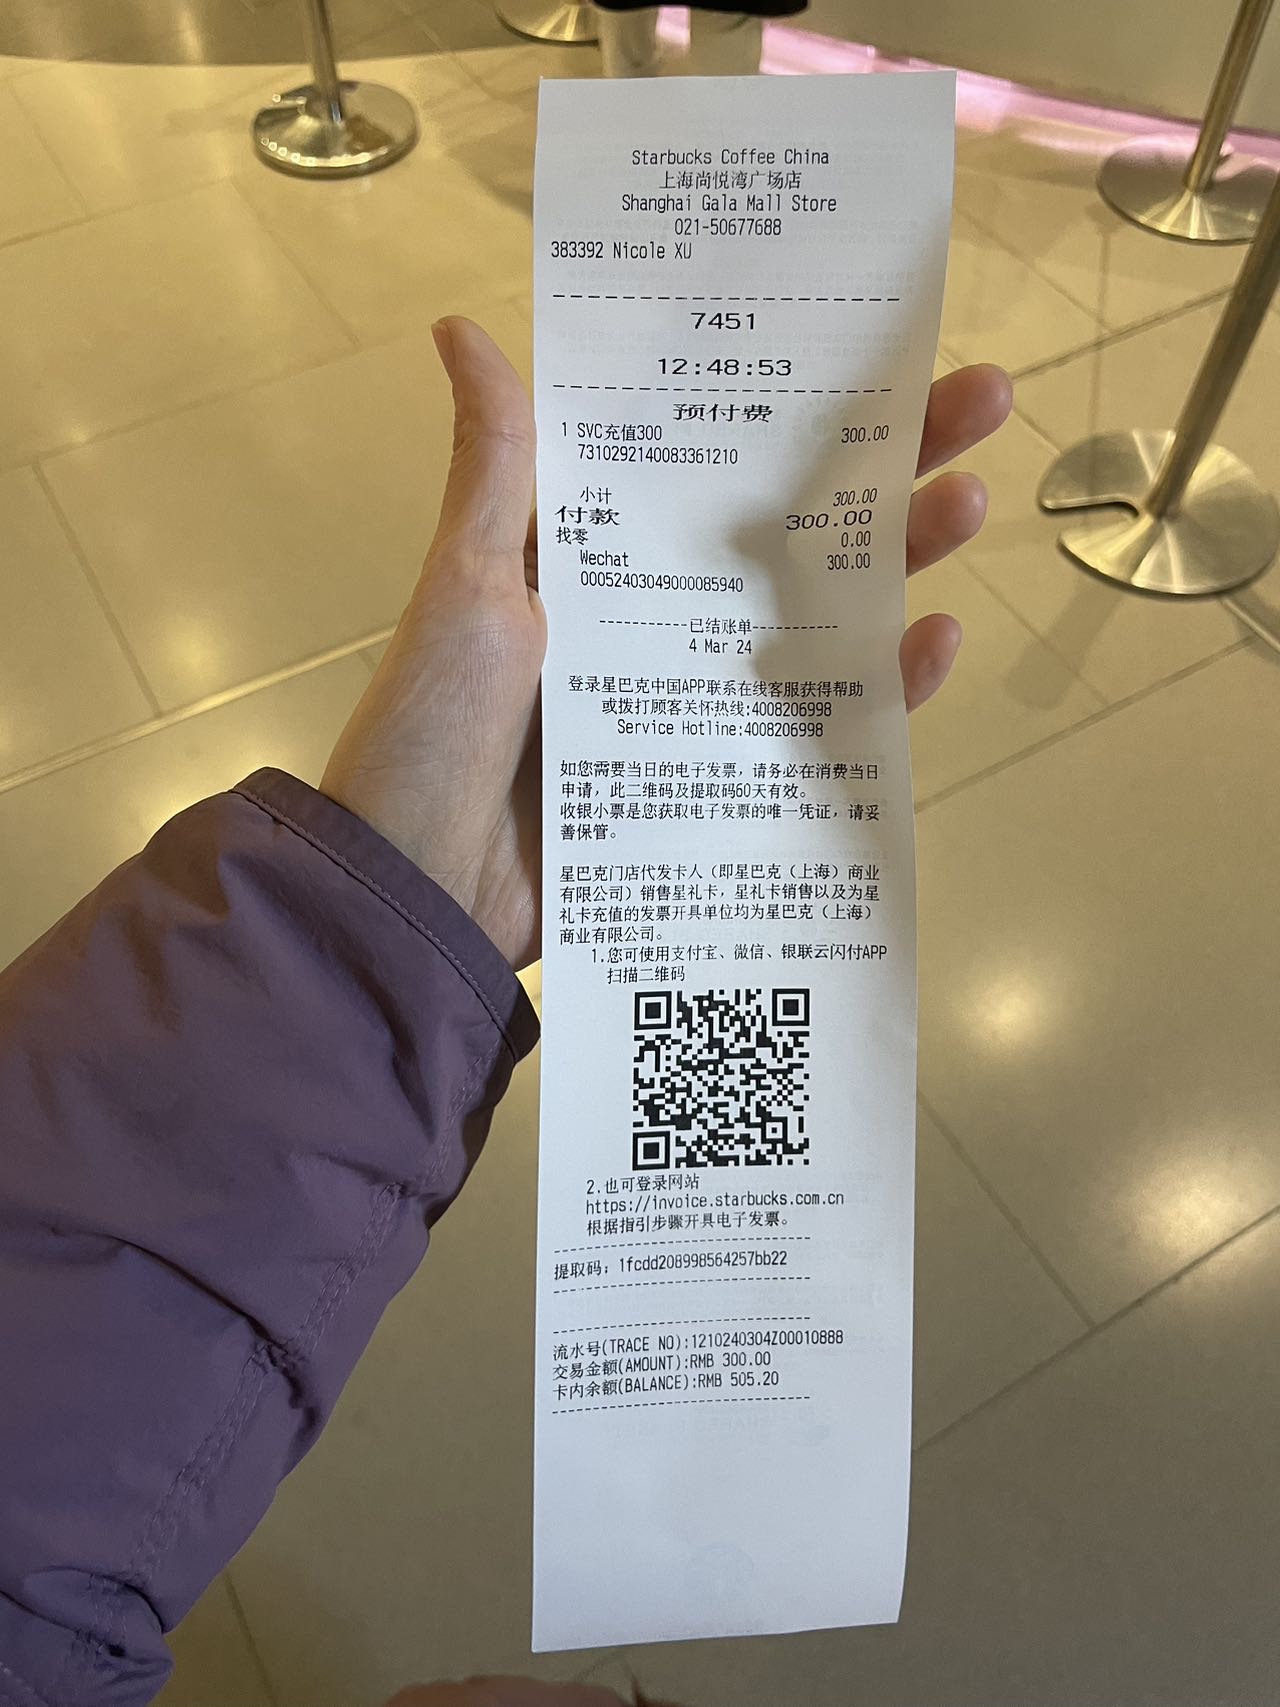 Starbucks Coffee China
上海尚悦湾广场店
Shanghai Gala Mall Store
021-50677688
383392 Nicole XU
7451
12:48:53
预付费
1 SVC充值300 300.00
7310292140083361210
小计 300.00
付款 300.00
找零 0.00
Wechat 300.00
00052403049000085940
-----------已结账单-----------
4 Mar 24
登录星巴克中国APP联系在线客服获得帮助
或拨打顾客关怀热线:4008206998
Service Hotline:4008206998
如您需要当日的电子发票，请务必在消费当日
申请，此二维码及提取码60天有效。
收银小票是您获取电子发票的唯一凭证，请妥
善保管。
星巴克门店代发卡人（即星巴克（上海）商业
有限公司）销售星礼卡，星礼卡销售以及为星
礼卡充值的发票开具单位均为星巴克（上海）
商业有限公司。
1.您可使用支付宝、微信、银联云闪付APP
扫描二维码
2.也可登录网站
https://invoice.starbucks.com.cn
根据指引步骤开具电子发票。
提取码：1fcdd208998564257bb22
流水号(TRACE NO):1210240304Z00010888
交易金额(AMOUNT):RMB 300.00
卡内余额(BALANCE):RMB 505.20